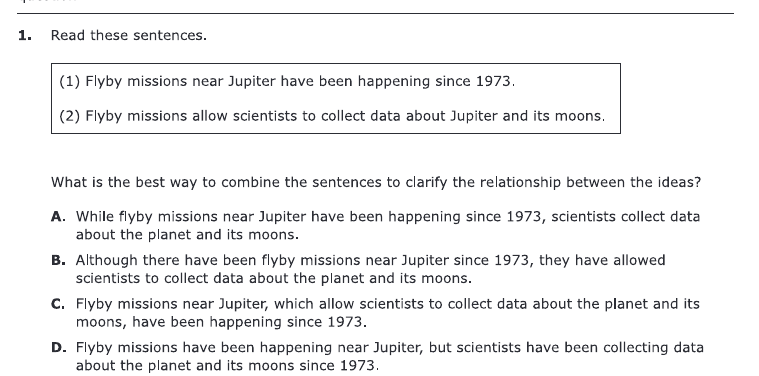 1. Read these sentences.
(1) Flyby missions near Jupiter have been happening since 1973.
(2) Flyby missions allow scientists to collect data about Jupiter and its moons.
What is the best way to combine the sentences to clarify the relationship between the ideas?
A. While flyby missions near Jupiter have been happening since 1973, scientists collect data
about the planet and its moons.
B. Although there have been flyby missions near Jupiter since 1973, they have allowed
scientists to collect data about the planet and its moons.
C. Flyby missions near Jupiter, which allow scientists to collect data about the planet and its
moons, have been happening since 1973.
D. Flyby missions have been happening near Jupiter, but scientists have been collecting data
about the planet and its moons since 1973.